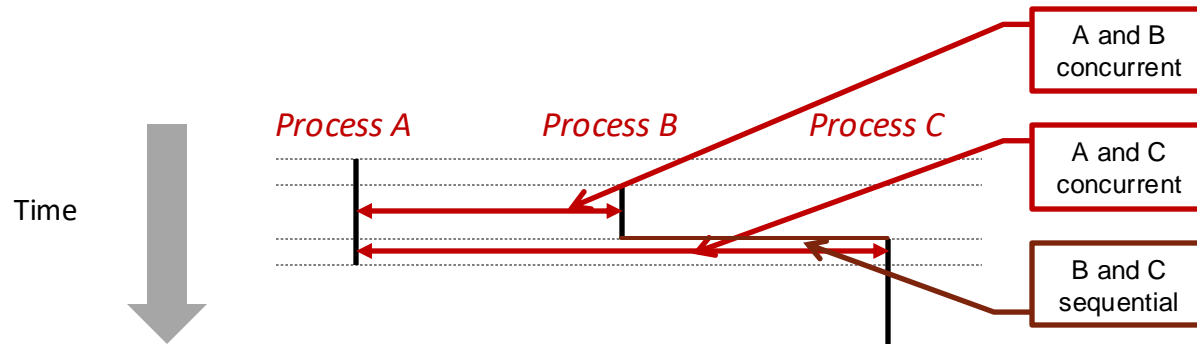 A and B
concurrent
Process A
Process B
Process C
A and C
concurrent
Time
B and C
sequential